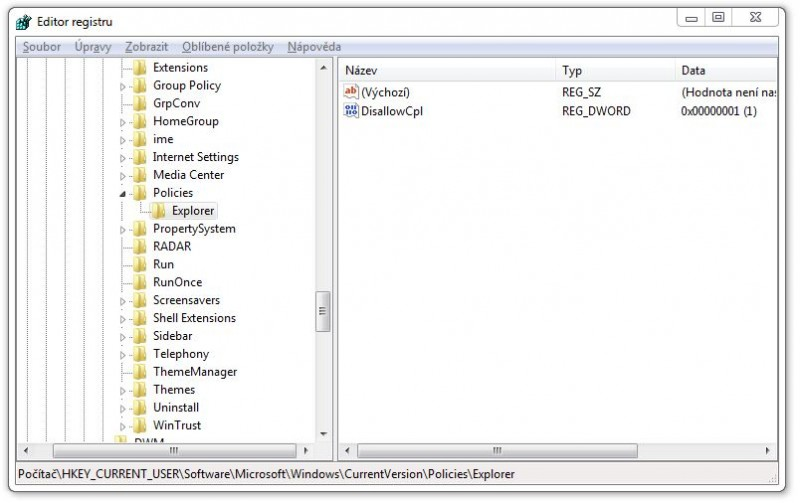 Editor registru
Soubor Úpravy Zobrazit Oblíbené položky Nápověda
Extensions
Group Policy
GrpConv
HomeGroup
ime
Internet Settings
Media Center
Policies
Explorer
PropertySystem
RADAR
Run
RunOnce
Screensavers
Shell Extensions
Sidebar
Telephony
ThemeManager
Themes
Uninstall
WinTrust
DWM
Název Typ Data
ab (Výchozí) REG_SZ (Hodnota není nas
DisallowCpl REG_DWORD 0x00000001 (1)
Počítač\HKEY_CURRENT_USER\Software\Microsoft\Windows\CurrentVersion\Policies\Explorer